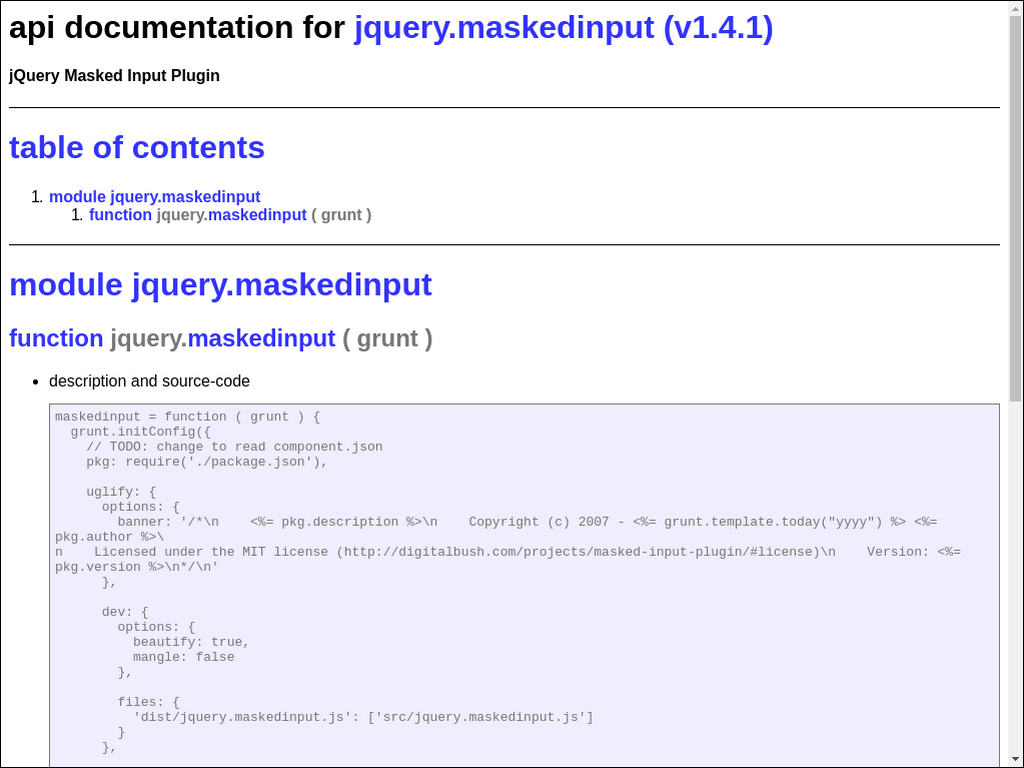 api documentation for jquery.maskedinput (v1.4.1)
jQuery Masked Input Plugin
table of contents
1. module jquery.maskedinput
1. function jquery.maskedinput ( grunt )
module jquery.maskedinput
function jquery.maskedinput ( grunt )
• description and source-code
maskedinput = function ( grunt ) {
  grunt.initConfig({
    // TODO: change to read component.json
    pkg: require('./package.json'),
    uglify: {
      options: {
        banner: '/*\n    <%= pkg.description %>\n    Copyright (c) 2007 - <%= grunt.template.today("yyyy") %> <%=
pkg.author %>\
n    Licensed under the MIT license (http://digitalbush.com/projects/masked-input-plugin/#license)\n    Version: <%=
pkg.version %>\n*/\n'
      },
      dev: {
        options: {
          beautify: true,
          mangle: false
        },
        files: {
          'dist/jquery.maskedinput.js': ['src/jquery.maskedinput.js']
        }
      },